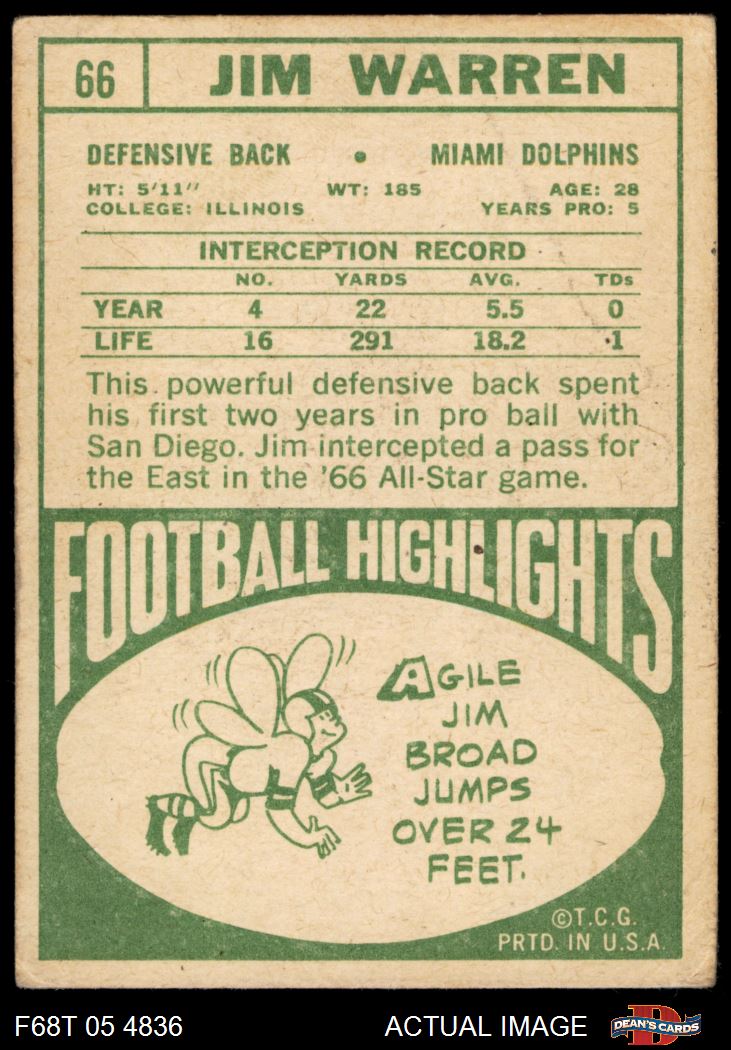 66 JIM WARREN
DEFENSIVE BACK • MIAMI DOLPHINS
HT: 5'11" WT: 185 AGE: 28
COLLEGE: ILLINOIS YEARS PRO: 5
INTERCEPTION RECORD
NO. YARDS AVG. TDs
YEAR 4 22 5.5 0
LIFE 16 291 18.2 1
This powerful defensive back spent
his first two years in pro ball with
San Diego. Jim intercepted a pass for
the East in the '66 All-Star game.
FOOTBALL HIGHLIGHTS
AGILE
JIM
BROAD
JUMPS
OVER 24
FEET.
©T.C.G.
PRTD. IN U.S.A.
F68T 05 4836 ACTUAL IMAGE D DEAN'S CARDS